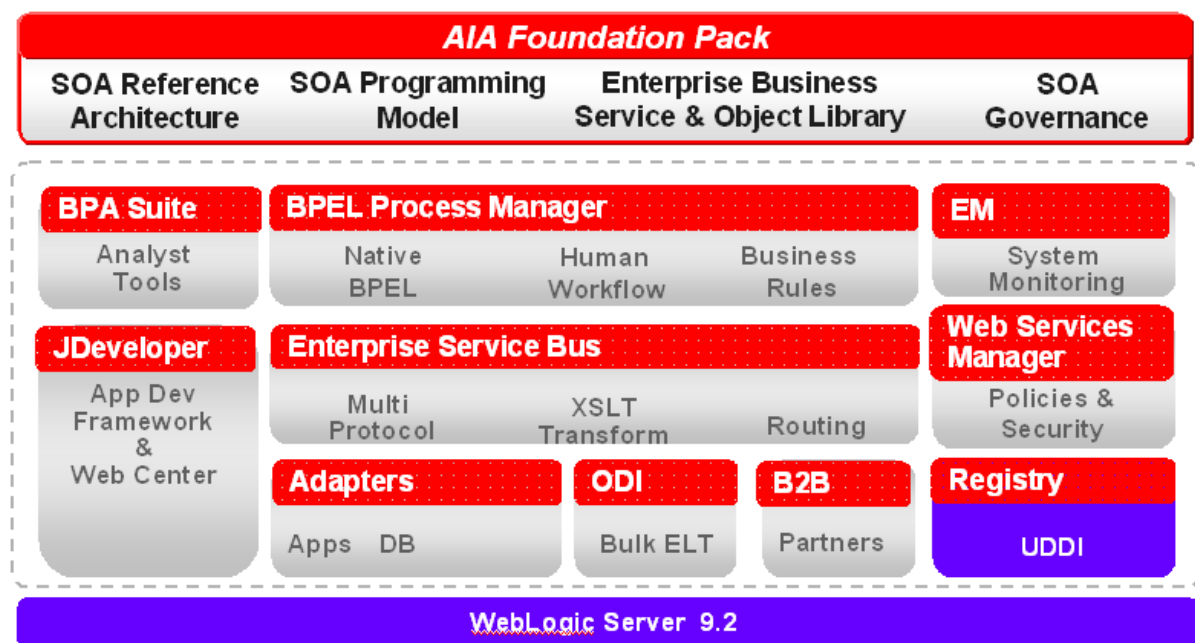 AIA Foundation Pack
SOA Reference
Architecture
SOA Programming
Model
Enterprise Business
Service & Object Library
SOA
Governance
BPA Suite
Analyst
Tools
BPEL Process Manager
Native
BPEL
Human
Workflow
Business
Rules
EM
System
Monitoring
JDeveloper
App Dev
Framework
&
Web Center
Enterprise Service Bus
Multi
Protocol
XSLT
Transform
Routing
Web Services
Manager
Policies &
Security
Adapters
Apps DB
ODI
Bulk ELT
B2B
Partners
Registry
UDDI
WebLogic Server 9.2